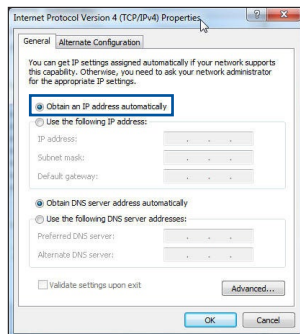 Internet Protocol Version 4 (TCP/IPv4) Properties
General
Alternate Configuration
You can get IP settings assigned automatically if your network supports
this capability. Otherwise, you need to ask your network administrator
for the appropriate IP settings.
Obtain an IP address automatically
Use the following IP address:
IP address:
Subnet mask:
Default gateway:
Obtain DNS server address automatically
Use the following DNS server addresses:
Preferred DNS server:
Alternate DNS server:
Validate settings upon exit
Advanced...
OK
Cancel